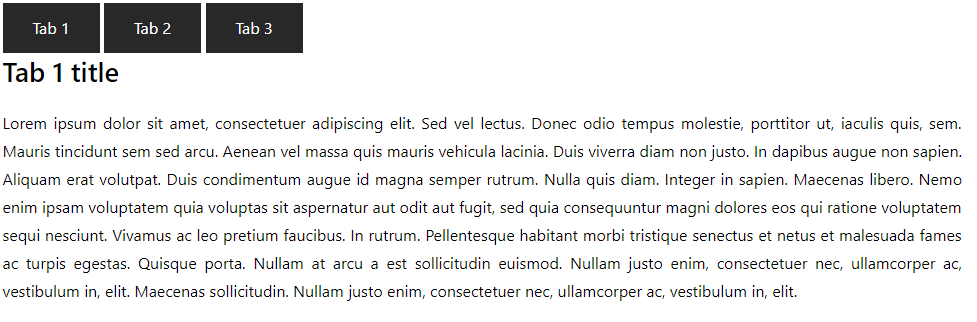 Tab 1 Tab 2 Tab 3
Tab 1 title
Lorem ipsum dolor sit amet, consectetuer adipiscing elit. Sed vel lectus. Donec odio tempus molestie, porttitor ut, iaculis quis, sem.
Mauris tincidunt sem sed arcu. Aenean vel massa quis mauris vehicula lacinia. Duis viverra diam non justo. In dapibus augue non sapien.
Aliquam erat volutpat. Duis condimentum augue id magna semper rutrum. Nulla quis diam. Integer in sapien. Maecenas libero. Nemo
enim ipsam voluptatem quia voluptas sit aspernatur aut odit aut fugit, sed quia consequuntur magni dolores eos qui ratione voluptatem
sequi nesciunt. Vivamus ac leo pretium faucibus. In rutrum. Pellentesque habitant morbi tristique senectus et netus et malesuada fames
ac turpis egestas. Quisque porta. Nullam at arcu a est sollicitudin euismod. Nullam justo enim, consectetuer nec, ullamcorper ac,
vestibulum in, elit. Maecenas sollicitudin. Nullam justo enim, consectetuer nec, ullamcorper ac, vestibulum in, elit.